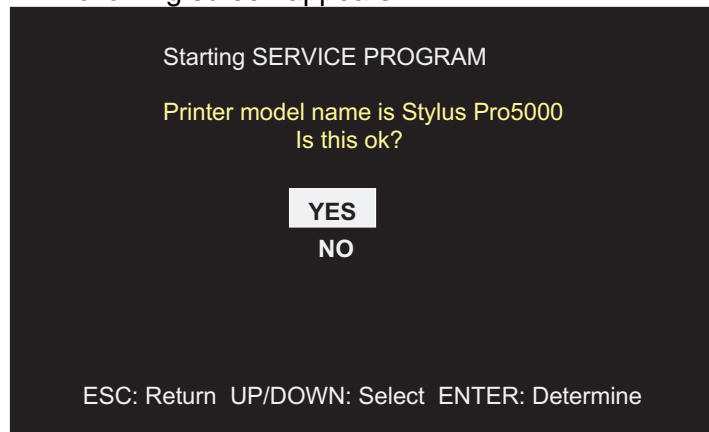 Starting SERVICE PROGRAM
Printer model name is Stylus Pro5000
Is this ok?
YES
NO
ESC: Return UP/DOWN: Select ENTER: Determine